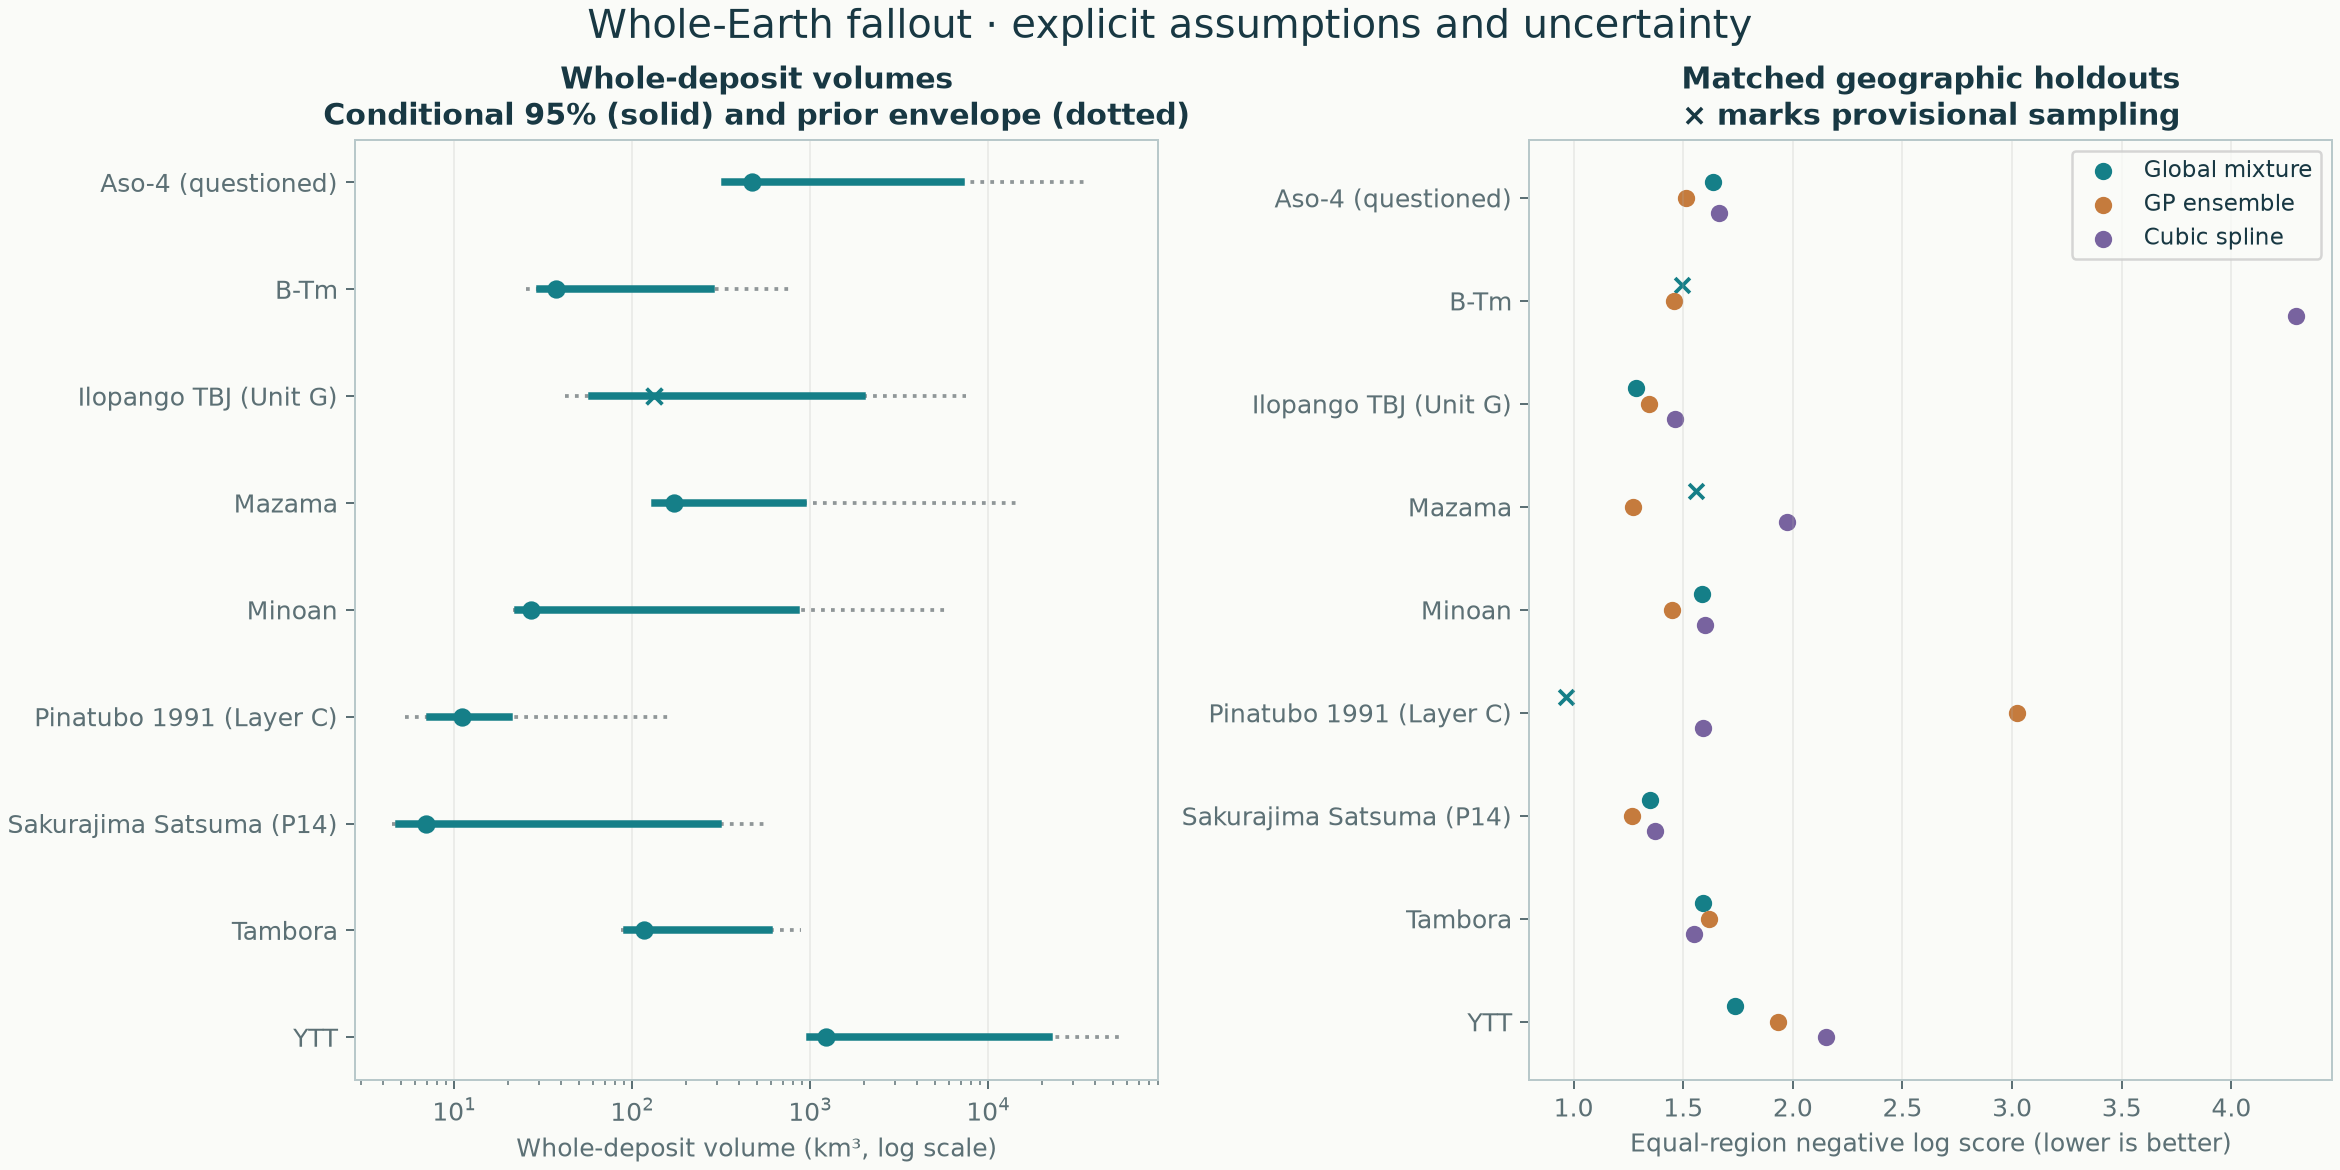 Whole-Earth fallout · explicit assumptions and uncertainty
Whole-deposit volumes
Conditional 95% (solid) and prior envelope (dotted)
Aso-4 (questioned)
B-Tm
Ilopango TBJ (Unit G)
Mazama
Minoan
Pinatubo 1991 (Layer C)
Sakurajima Satsuma (P14)
Tambora
YTT
10¹ 10² 10³ 10⁴
Whole-deposit volume (km³, log scale)
Matched geographic holdouts
× marks provisional sampling
Global mixture
GP ensemble
Cubic spline
Aso-4 (questioned)
B-Tm
Ilopango TBJ (Unit G)
Mazama
Minoan
Pinatubo 1991 (Layer C)
Sakurajima Satsuma (P14)
Tambora
YTT
1.0 1.5 2.0 2.5 3.0 3.5 4.0
Equal-region negative log score (lower is better)